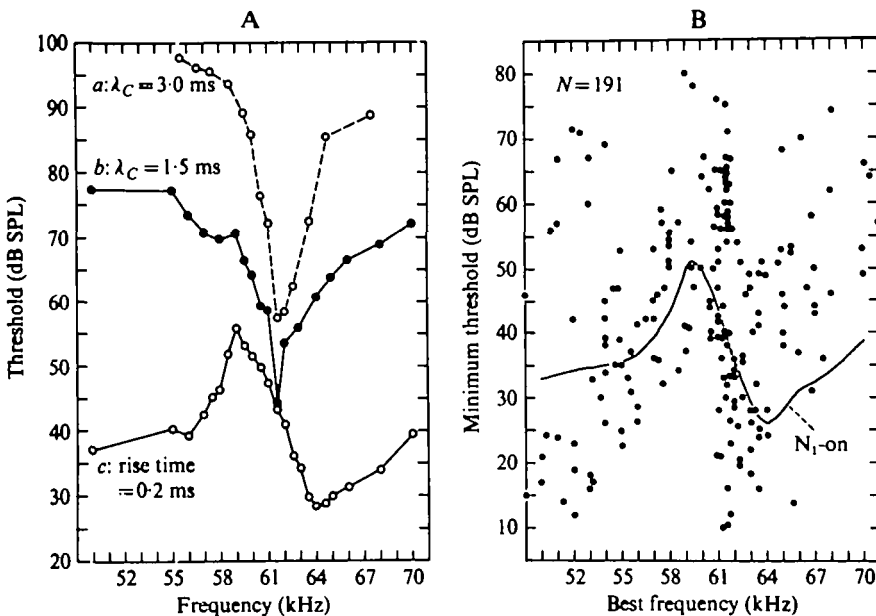 A
Threshold (dB SPL)
100
90
80
70
60
50
40
30
20
a: λC = 3·0 ms
b: λC = 1·5 ms
c: rise time
= 0·2 ms
52 55 58 61 64 67 70
Frequency (kHz)
B
Minimum threshold (dB SPL)
80
70
60
50
40
30
20
10
N = 191
N₁-on
52 55 58 61 64 67 70
Best frequency (kHz)